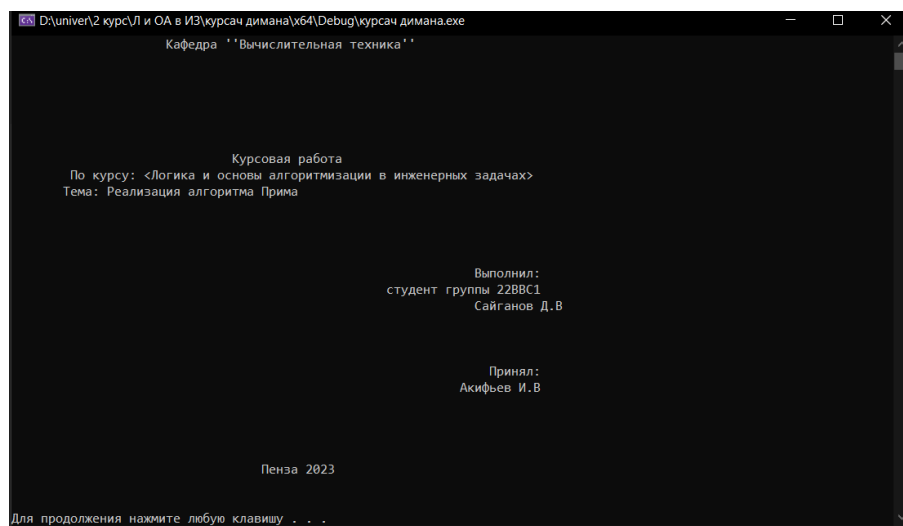 D:\univer\2 курс\Л и ОА в ИЗ\курсач димана\x64\Debug\курсач димана.exe
Кафедра ''Вычислительная техника''
Курсовая работа
По курсу: <Логика и основы алгоритмизации в инженерных задачах>
Тема: Реализация алгоритма Прима
Выполнил:
студент группы 22ВВС1
Сайганов Д.В
Принял:
Акифьев И.В
Пенза 2023
Для продолжения нажмите любую клавишу . . .